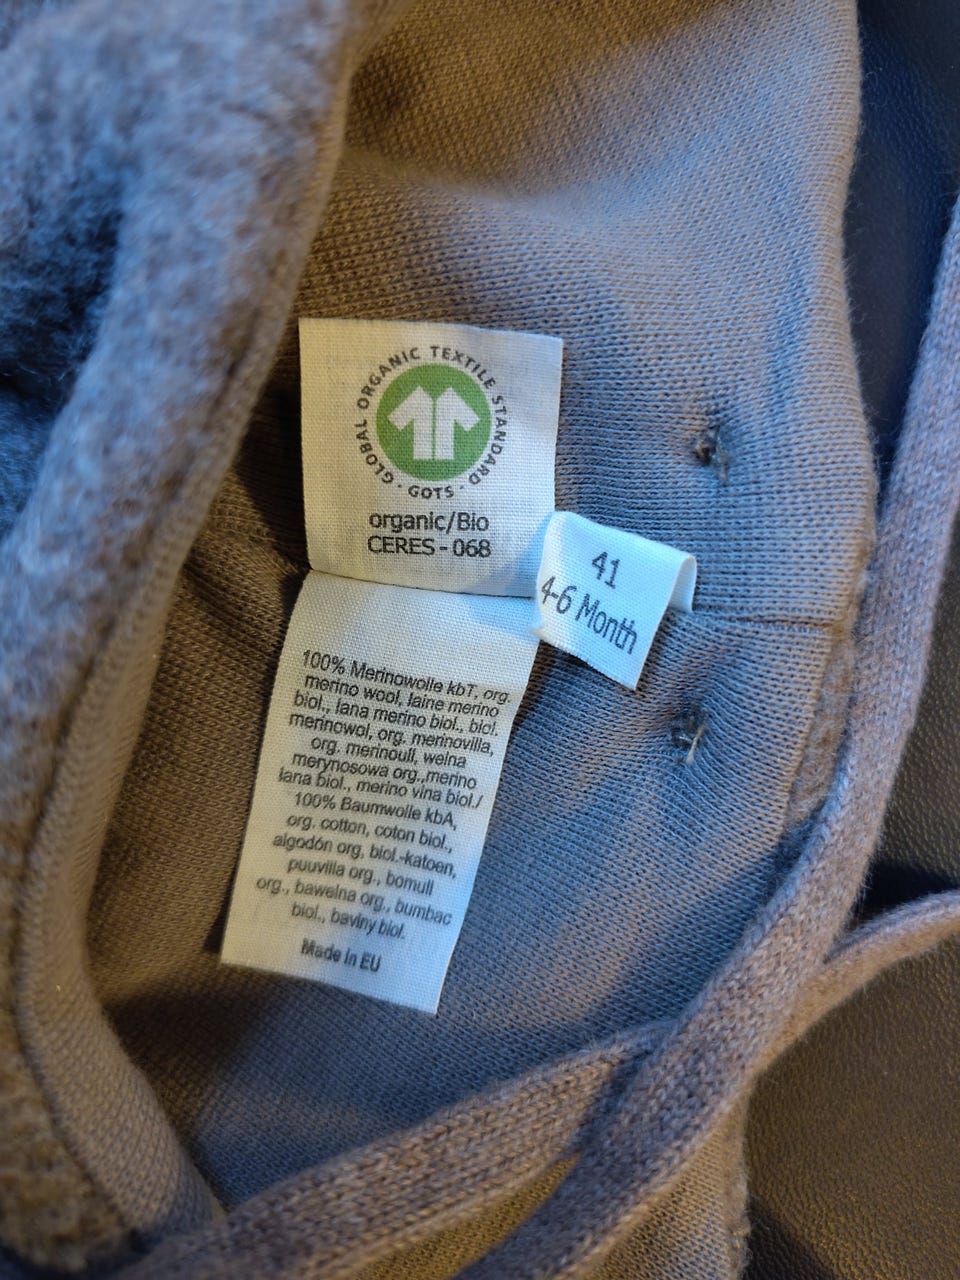 GLOBAL ORGANIC TEXTILE STANDARD · GOTS ·
organic/Bio
CERES - 068
41
4-6 Month
100% Merinowolle kbT, org.
merino wool, laine merino
biol., lana merino biol., biol.
merinowol, org. merinovilla,
org. merinoull, welna
merynosowa org.,merino
lana biol., merino vina biol./
100% Baumwolle kbA,
org. cotton, coton biol.,
algodón org, biol.-katoen,
puuvilla org., bomull
org., bawelna org., bumbac
biol., baviny biol.
Made in EU